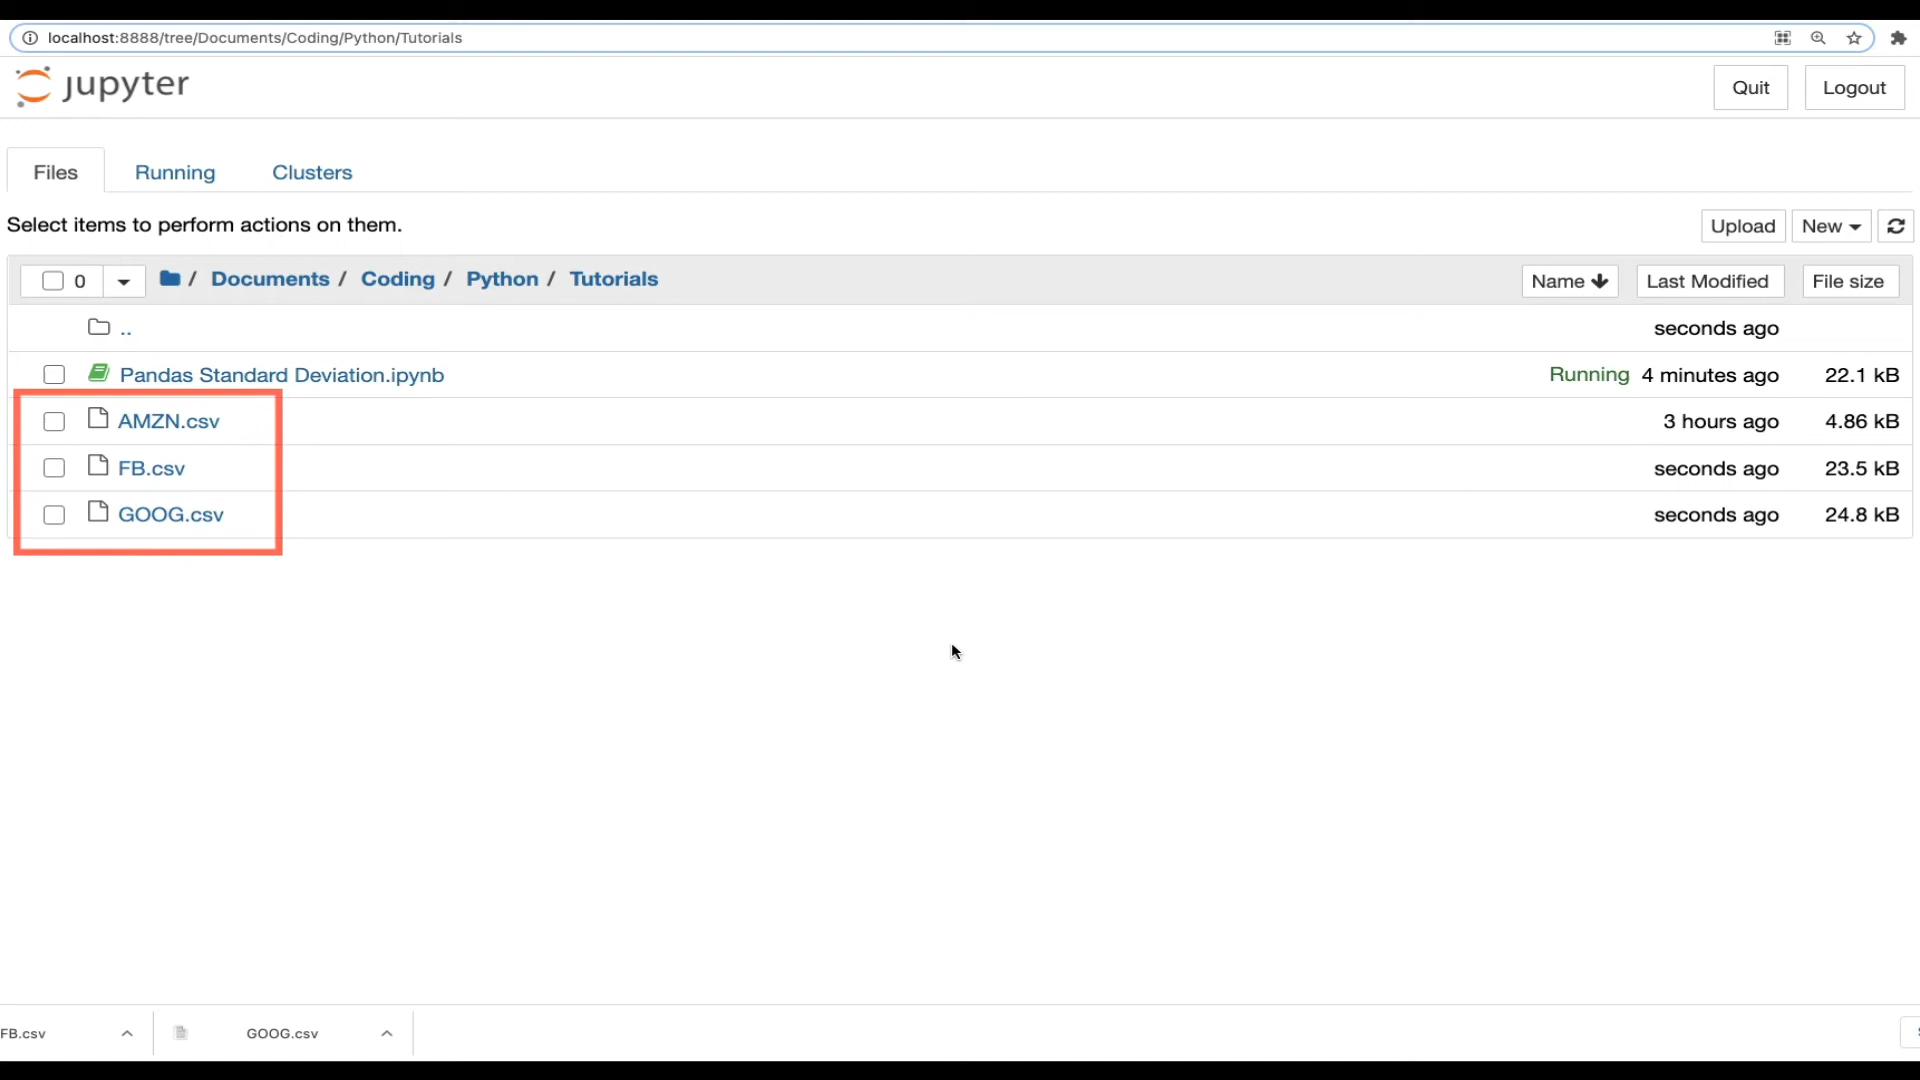 localhost:8888/tree/Documents/Coding/Python/Tutorials
jupyter
Quit
Logout
Files
Running
Clusters
Select items to perform actions on them.
Upload
New
0
/ Documents / Coding / Python / Tutorials
Name
Last Modified
File size
..
seconds ago
Pandas Standard Deviation.ipynb
Running 4 minutes ago
22.1 kB
AMZN.csv
3 hours ago
4.86 kB
FB.csv
seconds ago
23.5 kB
GOOG.csv
seconds ago
24.8 kB
FB.csv
GOOG.csv